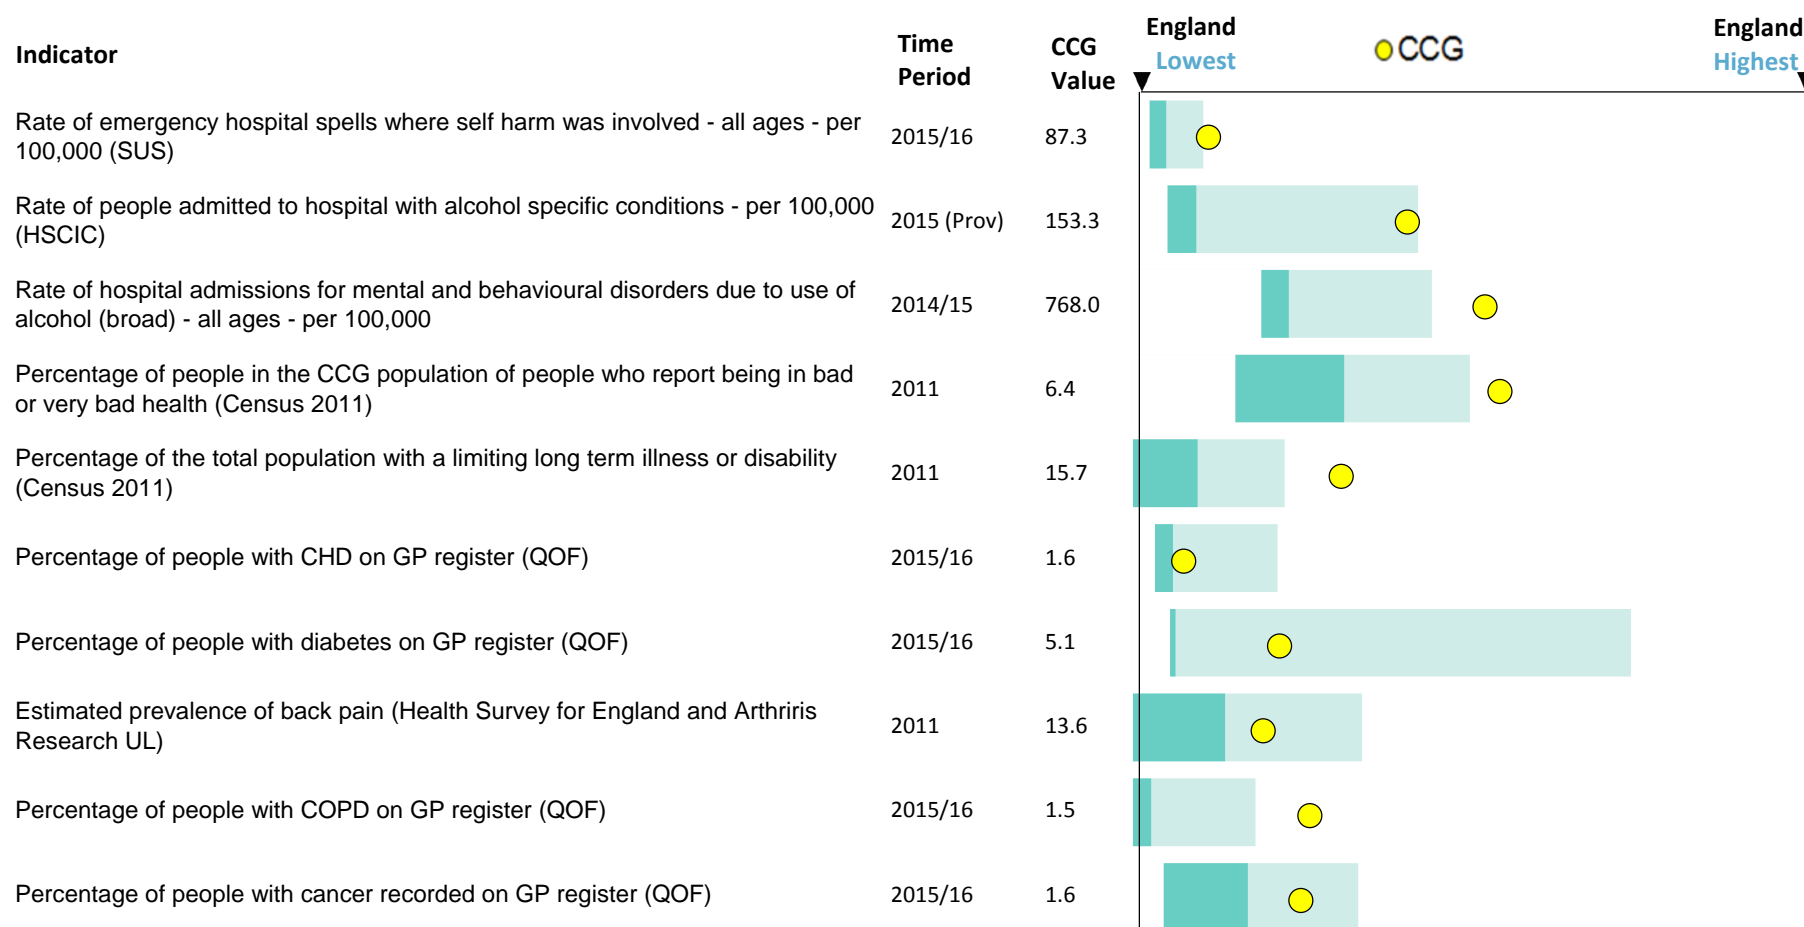 Indicator
Time
Period
CCG
Value
England
Lowest
CCG
England
Highest
Rate of emergency hospital spells where self harm was involved - all ages - per
100,000 (SUS)
2015/16
87.3
Rate of people admitted to hospital with alcohol specific conditions - per 100,000
(HSCIC)
2015 (Prov)
153.3
Rate of hospital admissions for mental and behavioural disorders due to use of
alcohol (broad) - all ages - per 100,000
2014/15
768.0
Percentage of people in the CCG population of people who report being in bad
or very bad health (Census 2011)
2011
6.4
Percentage of the total population with a limiting long term illness or disability
(Census 2011)
2011
15.7
Percentage of people with CHD on GP register (QOF)
2015/16
1.6
Percentage of people with diabetes on GP register (QOF)
2015/16
5.1
Estimated prevalence of back pain (Health Survey for England and Arthriris
Research UL)
2011
13.6
Percentage of people with COPD on GP register (QOF)
2015/16
1.5
Percentage of people with cancer recorded on GP register (QOF)
2015/16
1.6